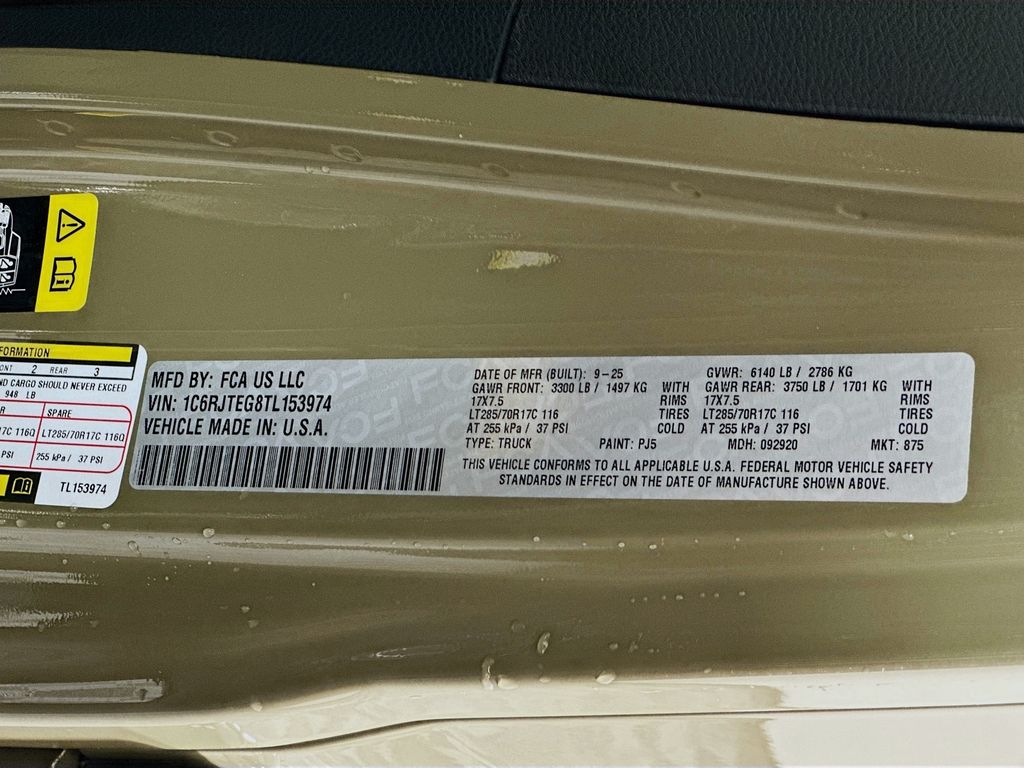 FORMATION
ONT 2 REAR 3
ND CARGO SHOULD NEVER EXCEED
948 LB
R SPARE
17C 116Q LT285/70R17C 116Q
PSI 255 kPa / 37 PSI
TL153974
MFD BY: FCA US LLC
VIN: 1C6RJTEG8TL153974
VEHICLE MADE IN: U.S.A.
DATE OF MFR (BUILT): 9-25 GVWR: 6140 LB / 2786 KG
GAWR FRONT: 3300 LB / 1497 KG WITH GAWR REAR: 3750 LB / 1701 KG WITH
17X7.5 RIMS 17X7.5 RIMS
LT285/70R17C 116 TIRES LT285/70R17C 116 TIRES
AT 255 kPa / 37 PSI COLD AT 255 kPa / 37 PSI COLD
TYPE: TRUCK PAINT: PJ5 MDH: 092920 MKT: 875
THIS VEHICLE CONFORMS TO ALL APPLICABLE U.S.A. FEDERAL MOTOR VEHICLE SAFETY
STANDARDS IN EFFECT ON THE DATE OF MANUFACTURE SHOWN ABOVE.